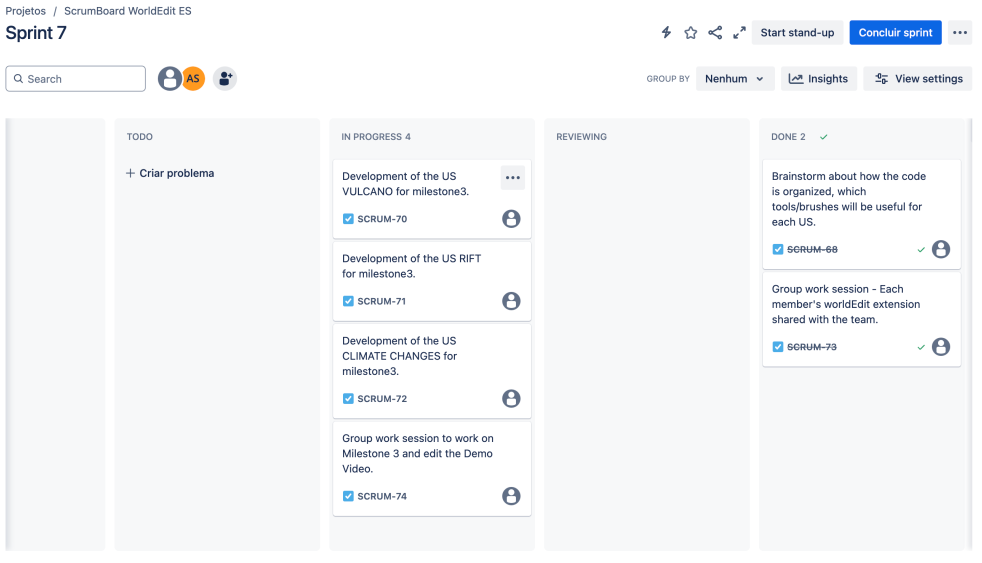 Projetos / ScrumBoard WorldEdit ES
Sprint 7
Start stand-up
Concluir sprint
Search
AS
GROUP BY
Nenhum
Insights
View settings
TODO
Criar problema
IN PROGRESS 4
Development of the US
VULCANO for milestone3.
SCRUM-70
Development of the US RIFT
for milestone3.
SCRUM-71
Development of the US
CLIMATE CHANGES for
milestone3.
SCRUM-72
Group work session to work on
Milestone 3 and edit the Demo
Video.
SCRUM-74
REVIEWING
DONE 2
Brainstorm about how the code
is organized, which
tools/brushes will be useful for
each US.
SCRUM-68
Group work session - Each
member's worldEdit extension
shared with the team.
SCRUM-73